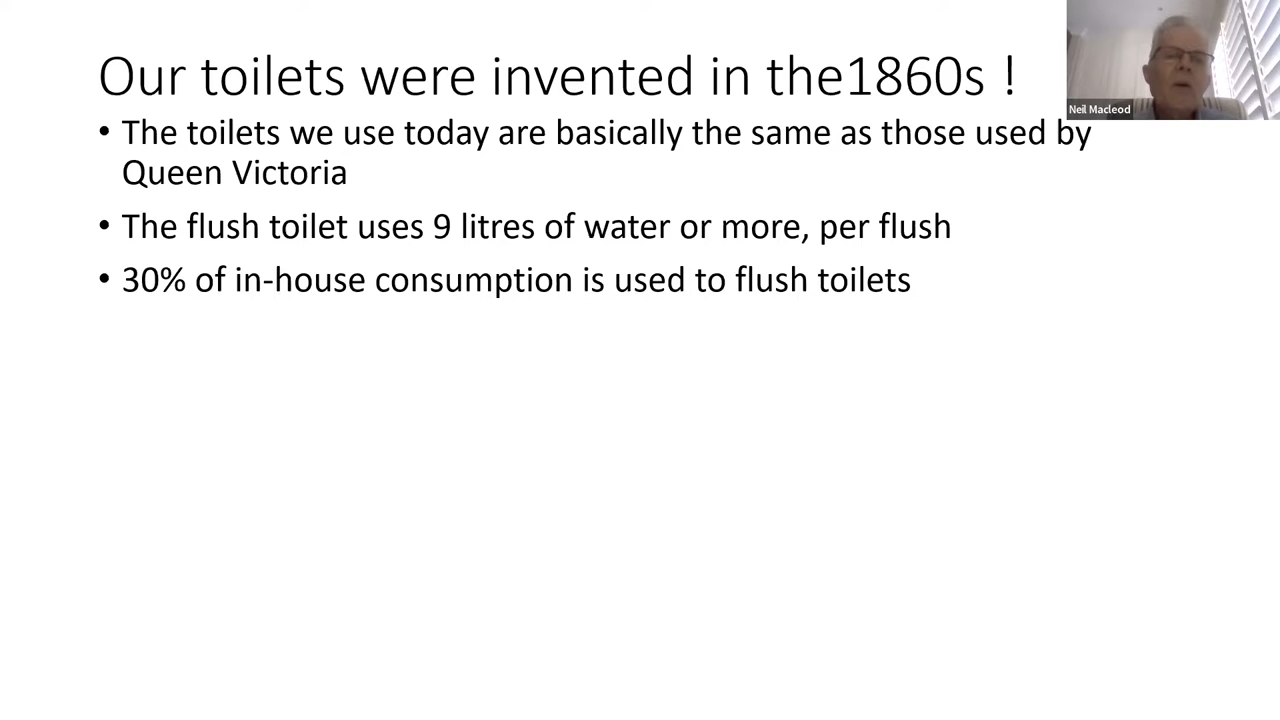 Our toilets were invented in the1860s !
Neil Macleod
• The toilets we use today are basically the same as those used by
Queen Victoria
• The flush toilet uses 9 litres of water or more, per flush
• 30% of in-house consumption is used to flush toilets